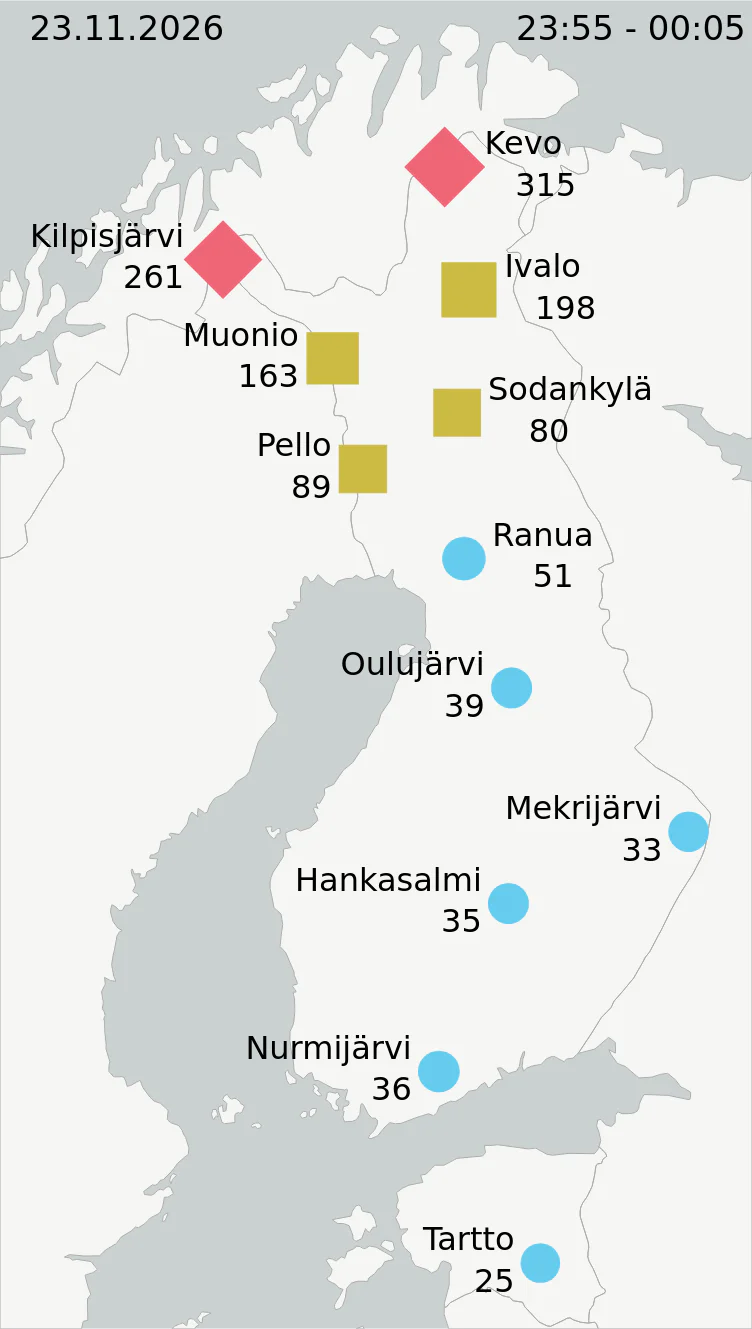 23.11.2026
23:55 - 00:05
Kevo
315
Kilpisjärvi
261
Ivalo
198
Muonio
163
Sodankylä
80
Pello
89
Ranua
51
Oulujärvi
39
Mekrijärvi
33
Hankasalmi
35
Nurmijärvi
36
Tartto
25